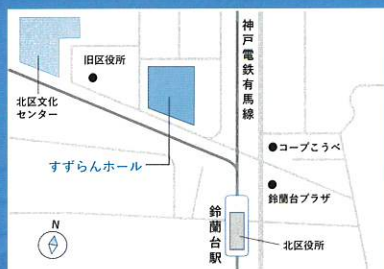 神戸電鉄有馬線
旧区役所
北区文化
センター
すずらんホール
コープこうべ
鈴蘭台プラザ
鈴蘭台駅
北区役所
N